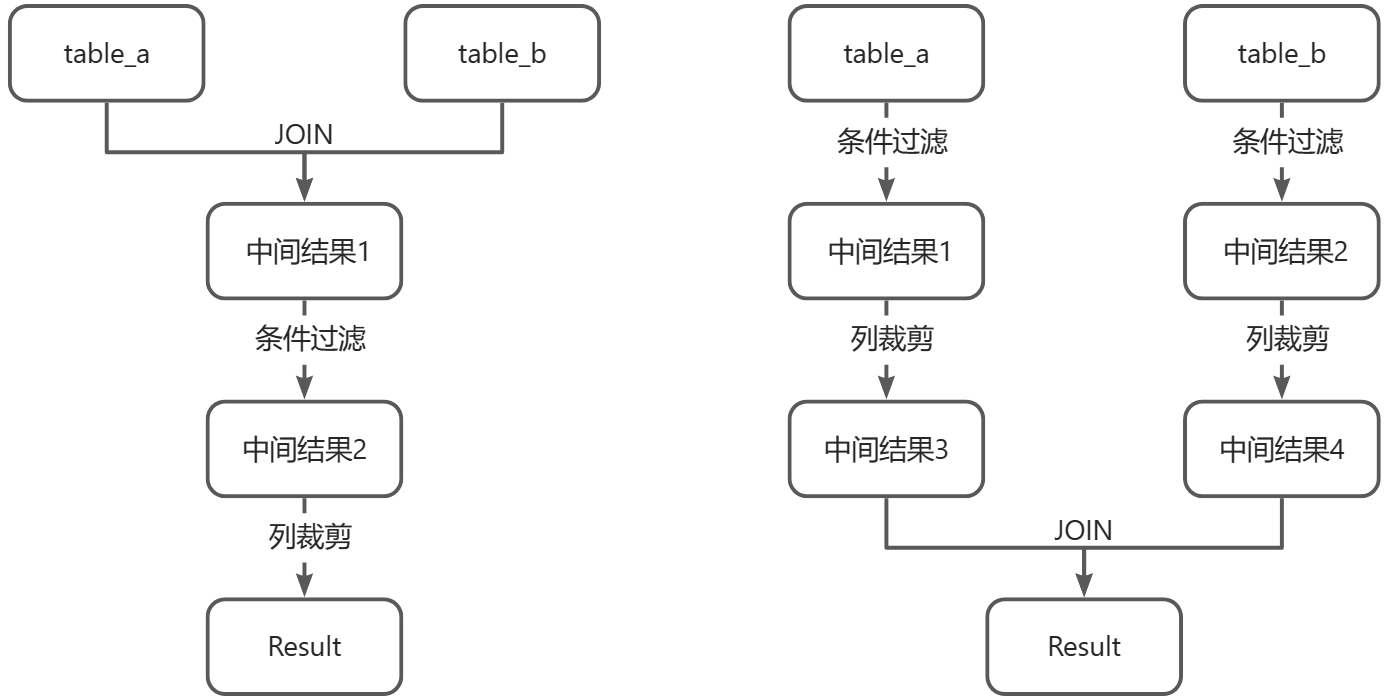 table_a
table_b
JOIN
中间结果1
条件过滤
中间结果2
列裁剪
Result
table_a
table_b
条件过滤
条件过滤
中间结果1
中间结果2
列裁剪
列裁剪
中间结果3
中间结果4
JOIN
Result